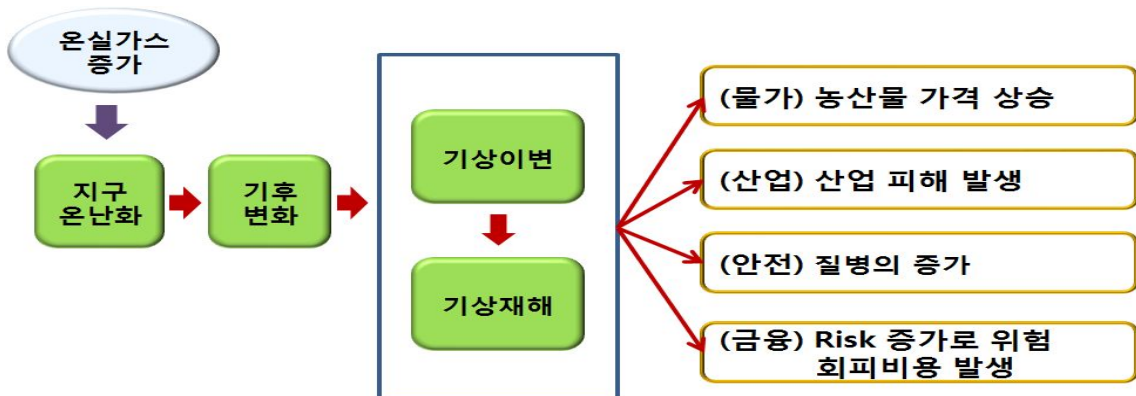 온실가스
증가
지구
온난화
기후
변화
기상이변
기상재해
(물가) 농산물 가격 상승
(산업) 산업 피해 발생
(안전) 질병의 증가
(금융) Risk 증가로 위험
회피비용 발생